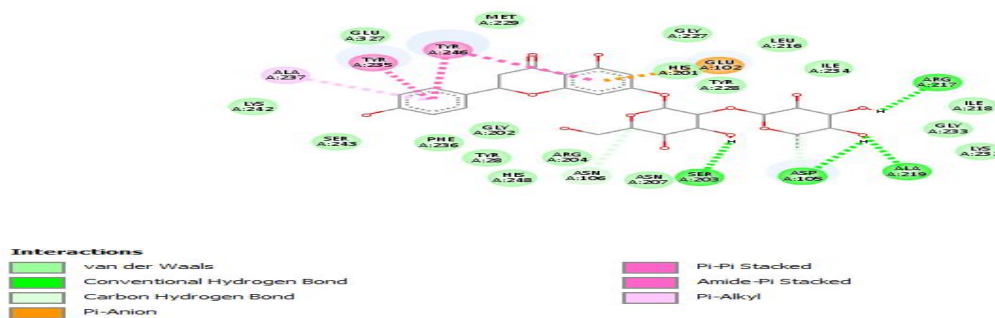 MET
A:229
GLU
A:327
TYR
A:246
GLY
A:227
LEU
A:216
TYR
A:235
HIS
A:201
GLU
A:102
ILE
A:234
ALA
A:237
TYR
A:228
ARG
A:217
LYS
A:242
ILE
A:218
SER
A:243
PHE
A:236
GLY
A:202
GLY
A:233
H
TYR
A:28
ARG
A:204
H
H
LYS
HIS
A:248
ASN
A:106
ASN
A:207
SER
A:203
ASP
A:105
ALA
A:219
Interactions
van der Waals
Conventional Hydrogen Bond
Carbon Hydrogen Bond
Pi-Anion
Pi-Pi Stacked
Amide-Pi Stacked
Pi-Alkyl